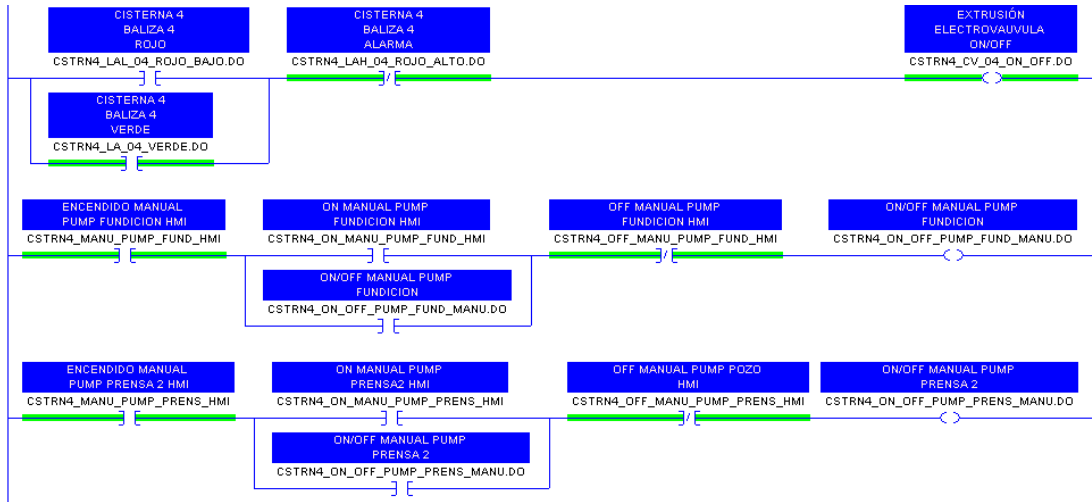 CISTERNA 4
BALIZA 4
ROJO
CSTRN4_LAL_04_ROJO_BAJO.DO
CISTERNA 4
BALIZA 4
ALARMA
CSTRN4_LAH_04_ROJO_ALTO.DO
EXTRUSIÓN
ELECTROVAUVULA
ON/OFF
CSTRN4_CV_04_ON_OFF.DO
CISTERNA 4
BALIZA 4
VERDE
CSTRN4_LA_04_VERDE.DO
ENCENDIDO MANUAL
PUMP FUNDICION HMI
CSTRN4_MANU_PUMP_FUND_HMI
ON MANUAL PUMP
FUNDICION HMI
CSTRN4_ON_MANU_PUMP_FUND_HMI
OFF MANUAL PUMP
FUNDICION HMI
CSTRN4_OFF_MANU_PUMP_FUND_HMI
ON/OFF MANUAL PUMP
FUNDICION
CSTRN4_ON_OFF_PUMP_FUND_MANU.DO
ON/OFF MANUAL PUMP
FUNDICION
CSTRN4_ON_OFF_PUMP_FUND_MANU.DO
ENCENDIDO MANUAL
PUMP PRENSA 2 HMI
CSTRN4_MANU_PUMP_PRENS_HMI
ON MANUAL PUMP
PRENSA2 HMI
CSTRN4_ON_MANU_PUMP_PRENS_HMI
OFF MANUAL PUMP POZO
HMI
CSTRN4_OFF_MANU_PUMP_PRENS_HMI
ON/OFF MANUAL PUMP
PRENSA 2
CSTRN4_ON_OFF_PUMP_PRENS_MANU.DO
ON/OFF MANUAL PUMP
PRENSA 2
CSTRN4_ON_OFF_PUMP_PRENS_MANU.DO